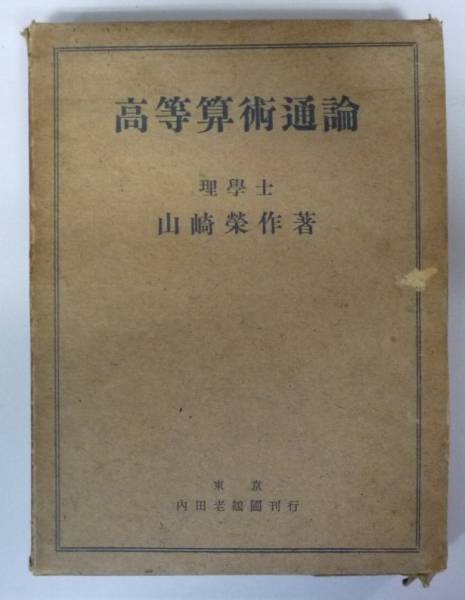 高等算術通論
理學士
山崎榮作著
東京
内田老鶴圃刊行